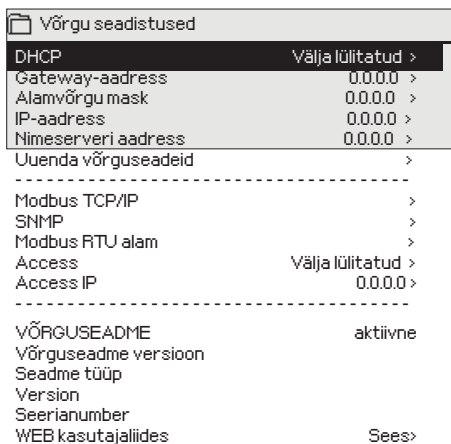 Võrgu seadistused
DHCP Välja lülitatud >
Gateway-aadress 0.0.0.0 >
Alamvõrgu mask 0.0.0.0 >
IP-aadress 0.0.0.0 >
Nimeserveri aadress 0.0.0.0 >
Uuenda võrguseadeid >
Modbus TCP/IP >
SNMP >
Modbus RTU alam >
Access Välja lülitatud >
Access IP 0.0.0.0 >
VÕRGUSEADME aktiivne
Võrguseadme versioon
Seadme tüüp
Version
Seerianumber
WEB kasutajaliides Sees>